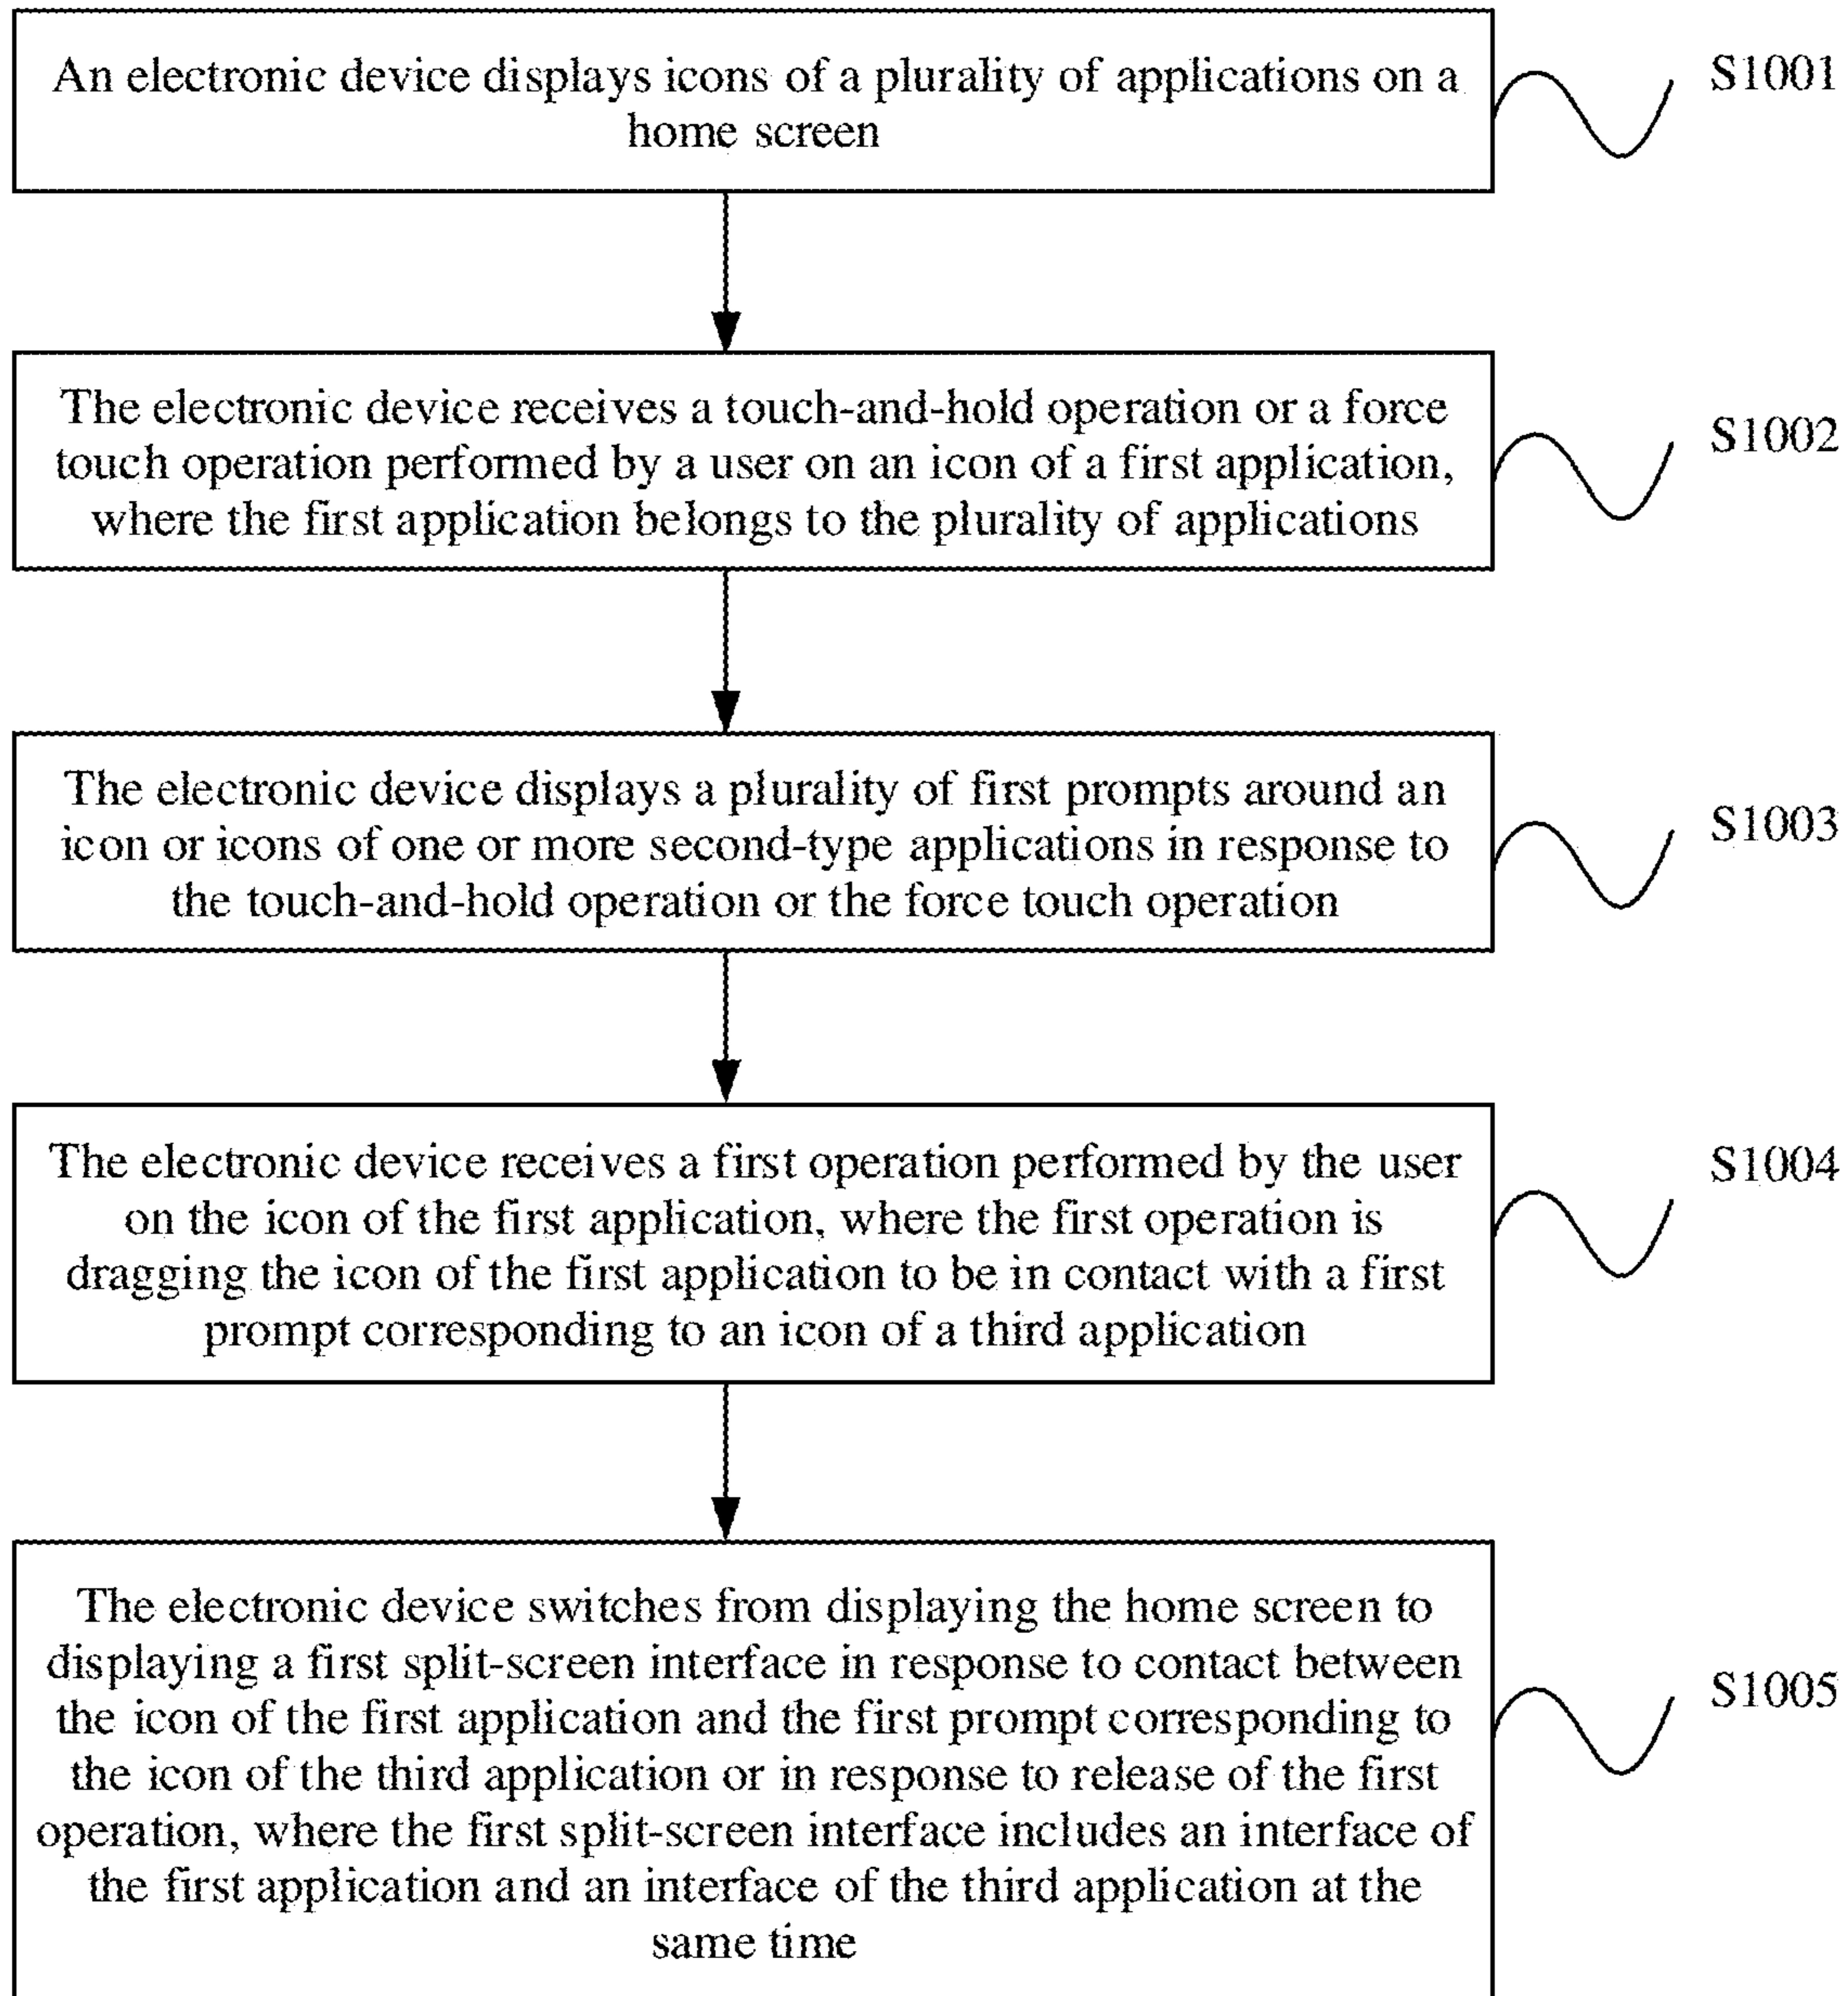 An electronic device displays icons of a plurality of applications on a
home screen
S1001
The electronic device receives a touch-and-hold operation or a force
touch operation performed by a user on an icon of a first application,
where the first application belongs to the plurality of applications
S1002
The electronic device displays a plurality of first prompts around an
icon or icons of one or more second-type applications in response to
the touch-and-hold operation or the force touch operation
S1003
The electronic device receives a first operation performed by the user
on the icon of the first application, where the first operation is
dragging the icon of the first application to be in contact with a first
prompt corresponding to an icon of a third application
S1004
The electronic device switches from displaying the home screen to
displaying a first split-screen interface in response to contact between
the icon of the first application and the first prompt corresponding to
the icon of the third application or in response to release of the first
operation, where the first split-screen interface includes an interface of
the first application and an interface of the third application at the
same time
S1005